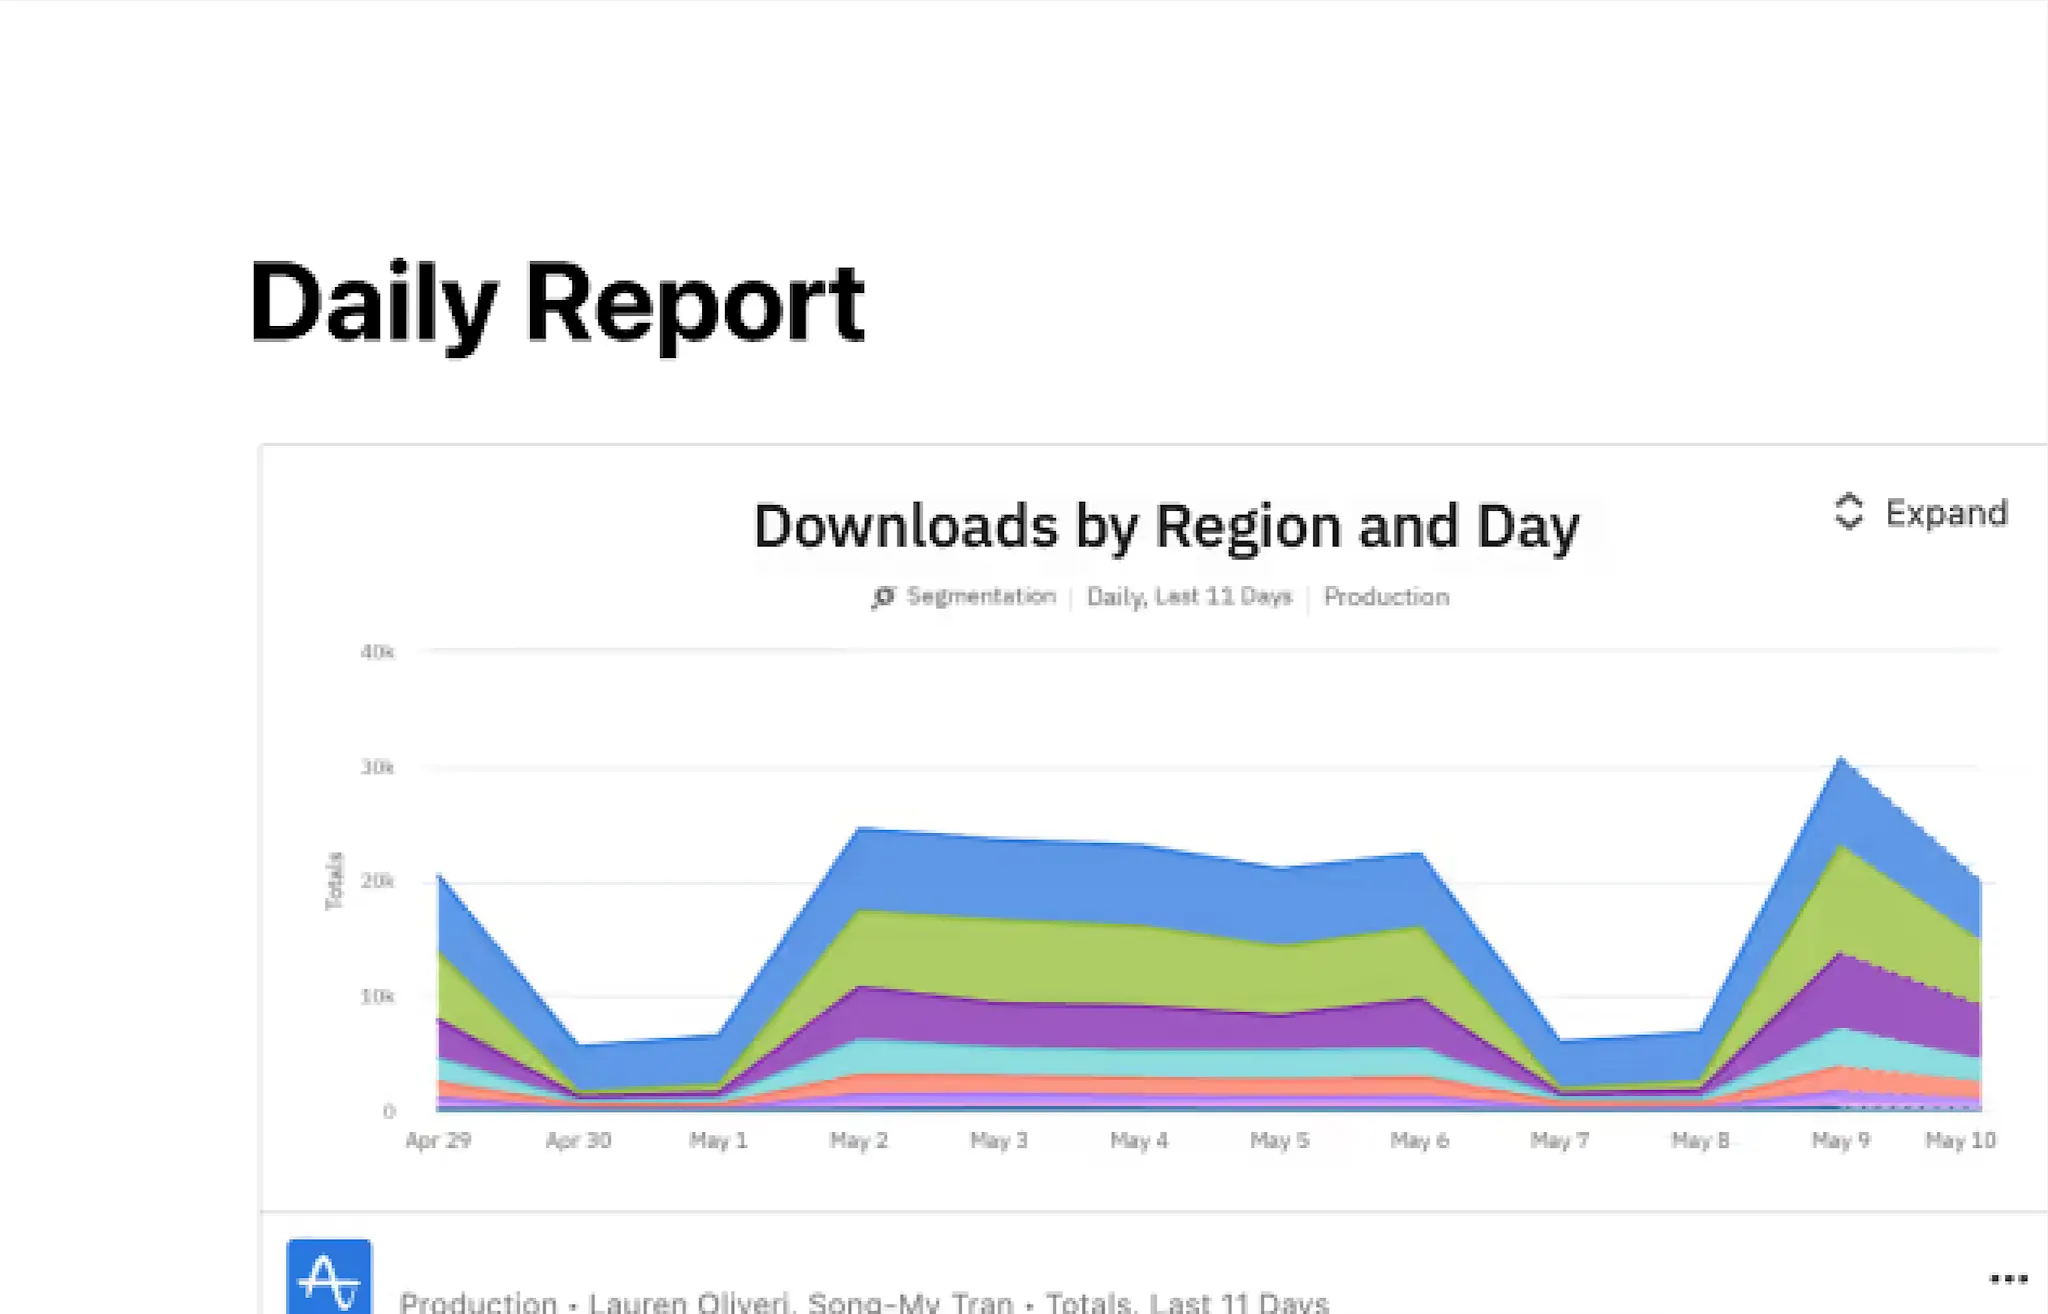 Daily Report
Downloads by Region and Day
Expand
Segmentation | Daily, Last 11 Days | Production
40k
30k
20k
10k
0
Totals
Apr 29 Apr 30 May 1 May 2 May 3 May 4 May 5 May 6 May 7 May 8 May 9 May 10
Production • Lauren Oliveri, Song-My Tran • Totals, Last 11 Days